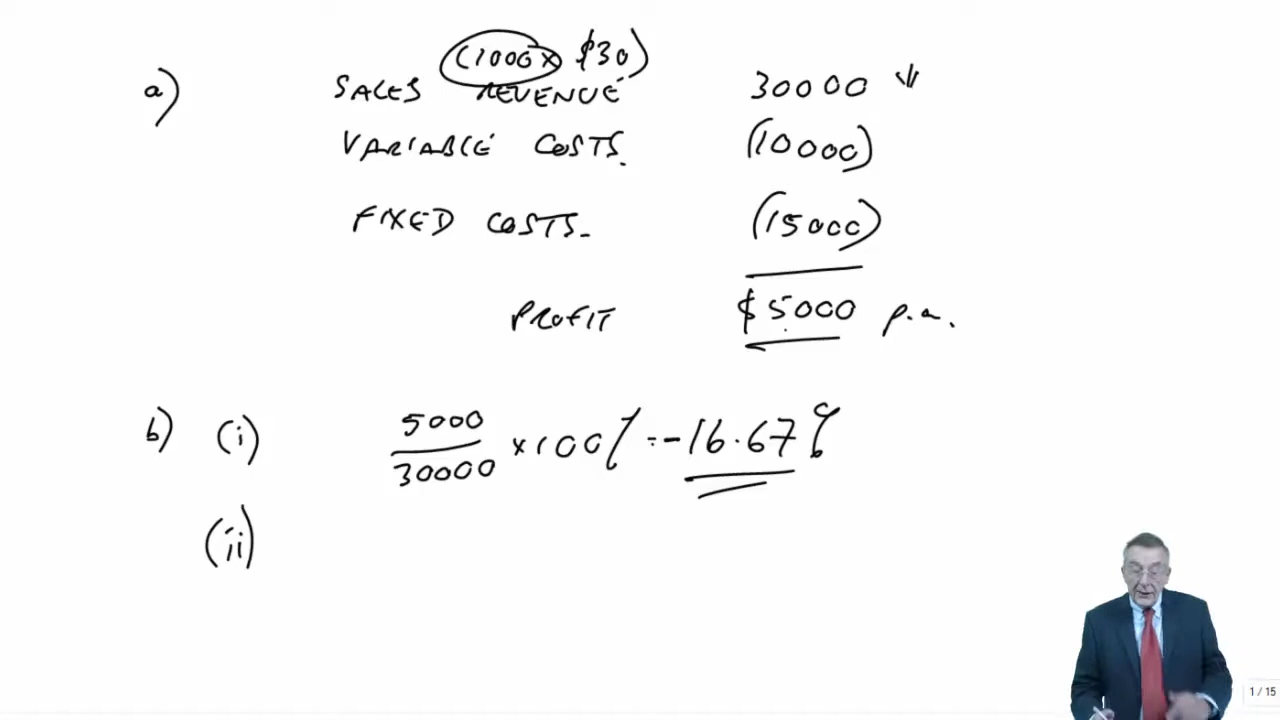 (1000 x $30)
a) SALES REVENUE 30000
VARIABLE COSTS. (10000)
FIXED COSTS. (15000)
PROFIT $5000 p.a.
b) (i) 5000
30000 × 100% = -16.67%
(ii)
1 / 15